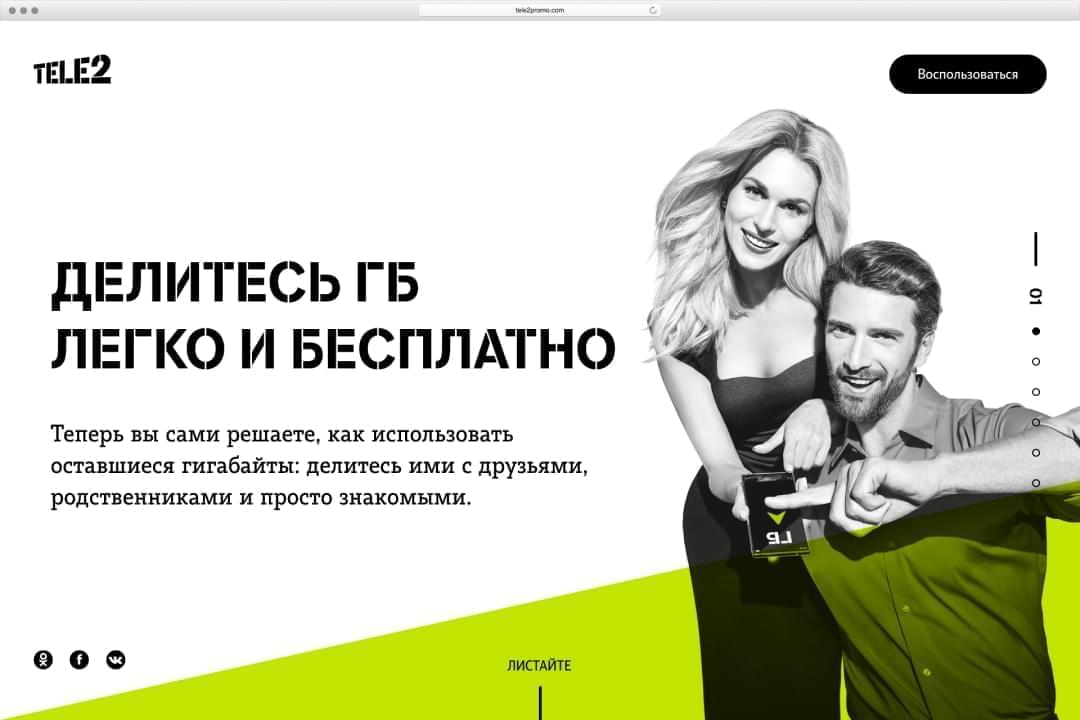 tele2promo.com
TELE2
Воспользоваться
ДЕЛИТЕСЬ ГБ
ЛЕГКО И БЕСПЛАТНО
01
Теперь вы сами решаете, как использовать
оставшиеся гигабайты: делитесь ими с друзьями,
родственниками и просто знакомыми.
ГБ
ЛИСТАЙТЕ